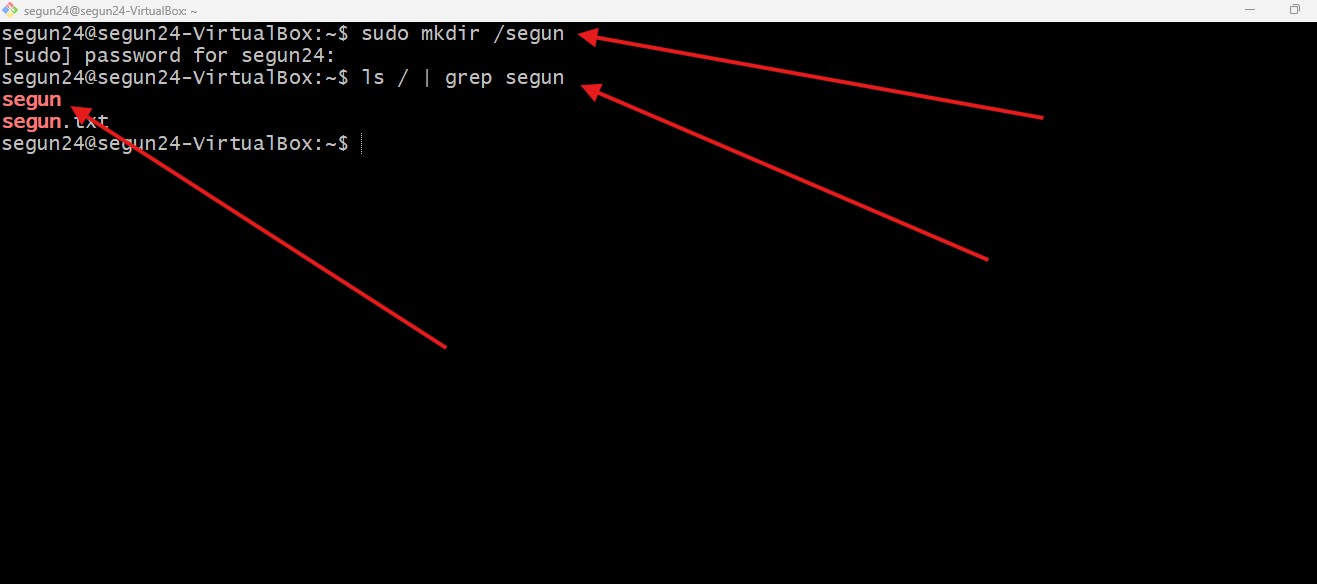 segun24@segun24-VirtualBox: ~
segun24@segun24-VirtualBox:~$ sudo mkdir /segun
[sudo] password for segun24:
segun24@segun24-VirtualBox:~$ ls / | grep segun
segun
segun.txt
segun24@segun24-VirtualBox:~$